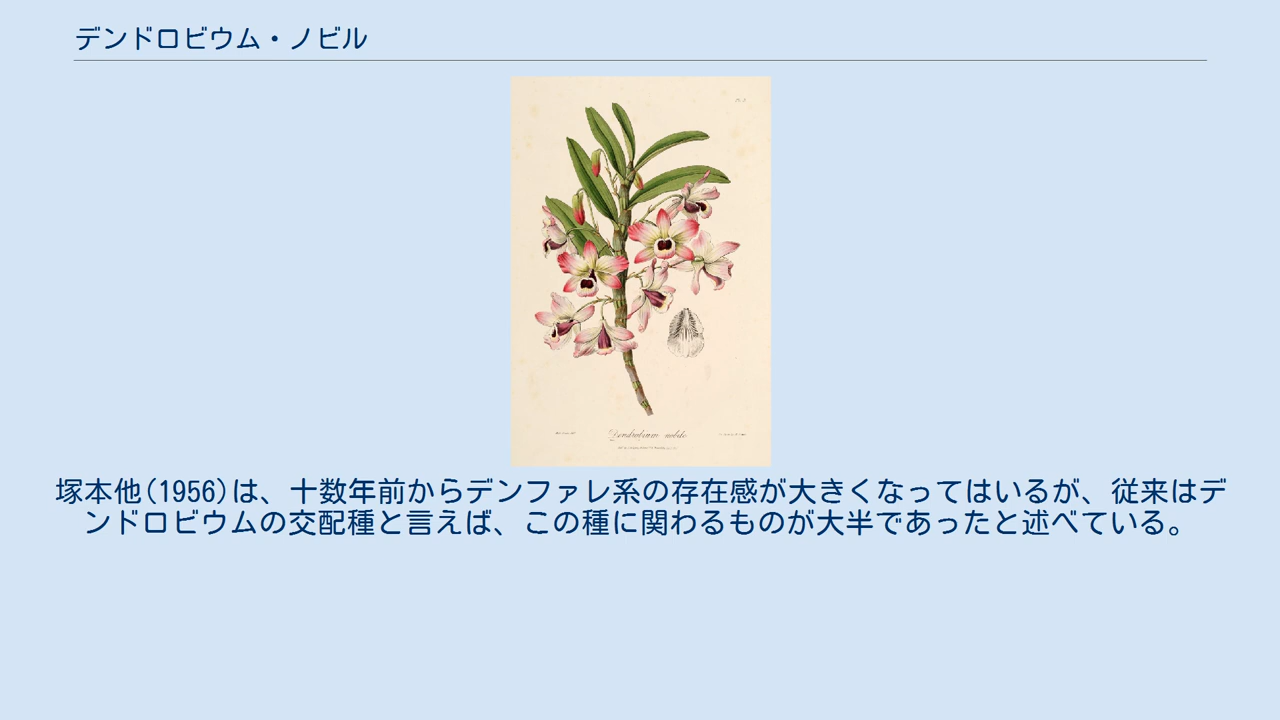 デンドロビウム・ノビル
Dendrobium nobile
塚本他(1956)は、十数年前からデンファレ系の存在感が大きくなってはいるが、従来はデ
ンドロビウムの交配種と言えば、この種に関わるものが大半であったと述べている。